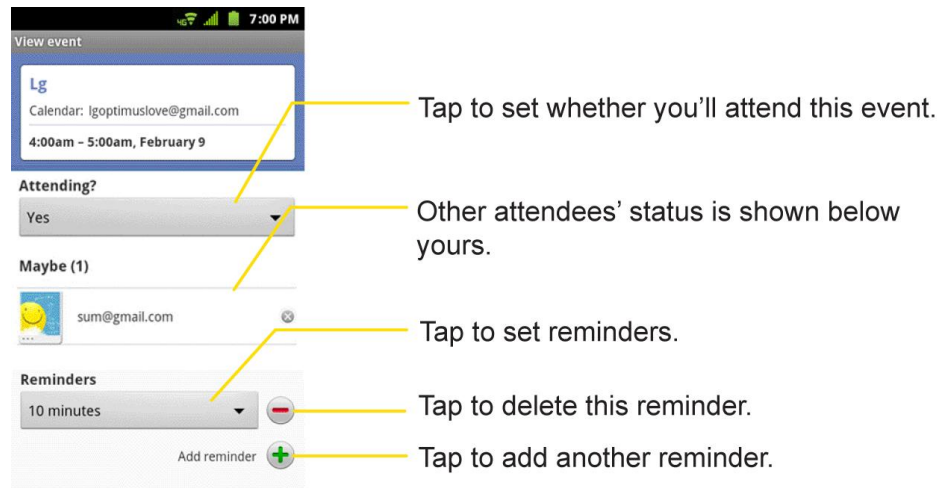 4G 7:00 PM
View event
Lg
Calendar: lgoptimuslove@gmail.com
4:00am – 5:00am, February 9
Tap to set whether you’ll attend this event.
Attending?
Yes
Other attendees’ status is shown below
yours.
Maybe (1)
sum@gmail.com
Tap to set reminders.
Reminders
10 minutes
Tap to delete this reminder.
Add reminder
Tap to add another reminder.